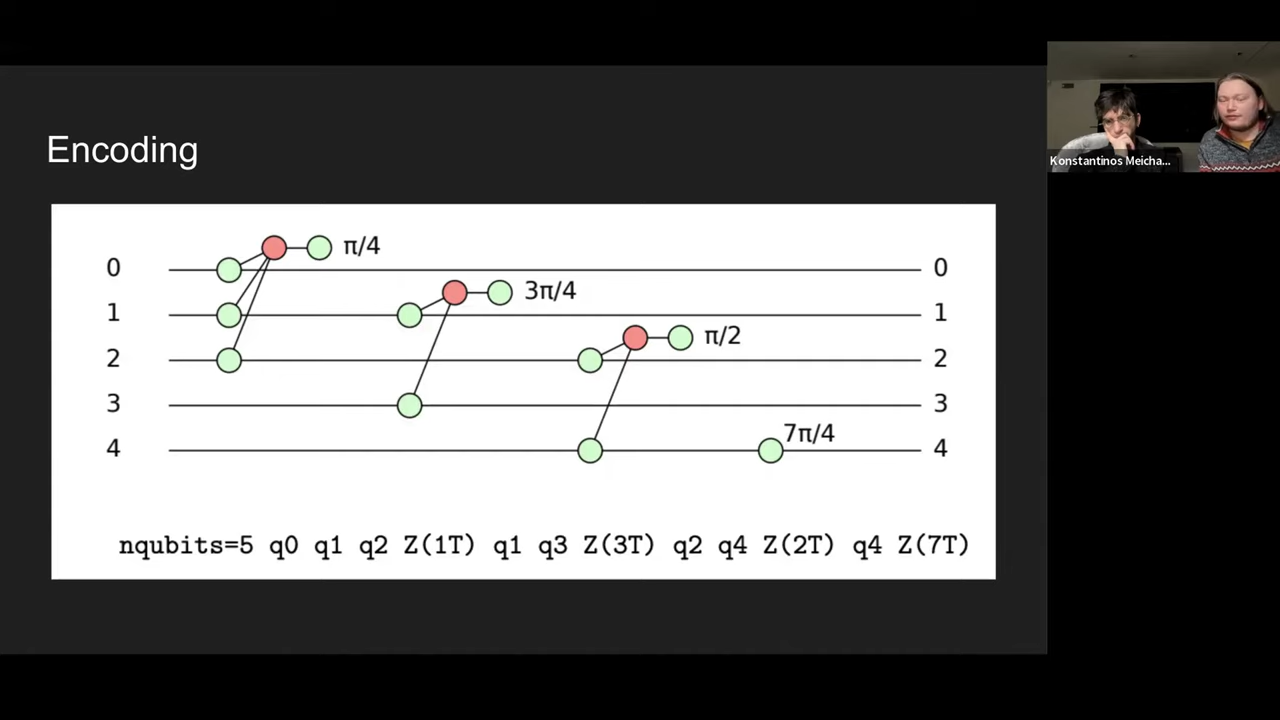 Encoding
π/4
0 0
3π/4
1 1
π/2
2 2
3 3
7π/4
4 4
nqubits=5 q0 q1 q2 Z(1T) q1 q3 Z(3T) q2 q4 Z(2T) q4 Z(7T)
Konstantinos Meicha...